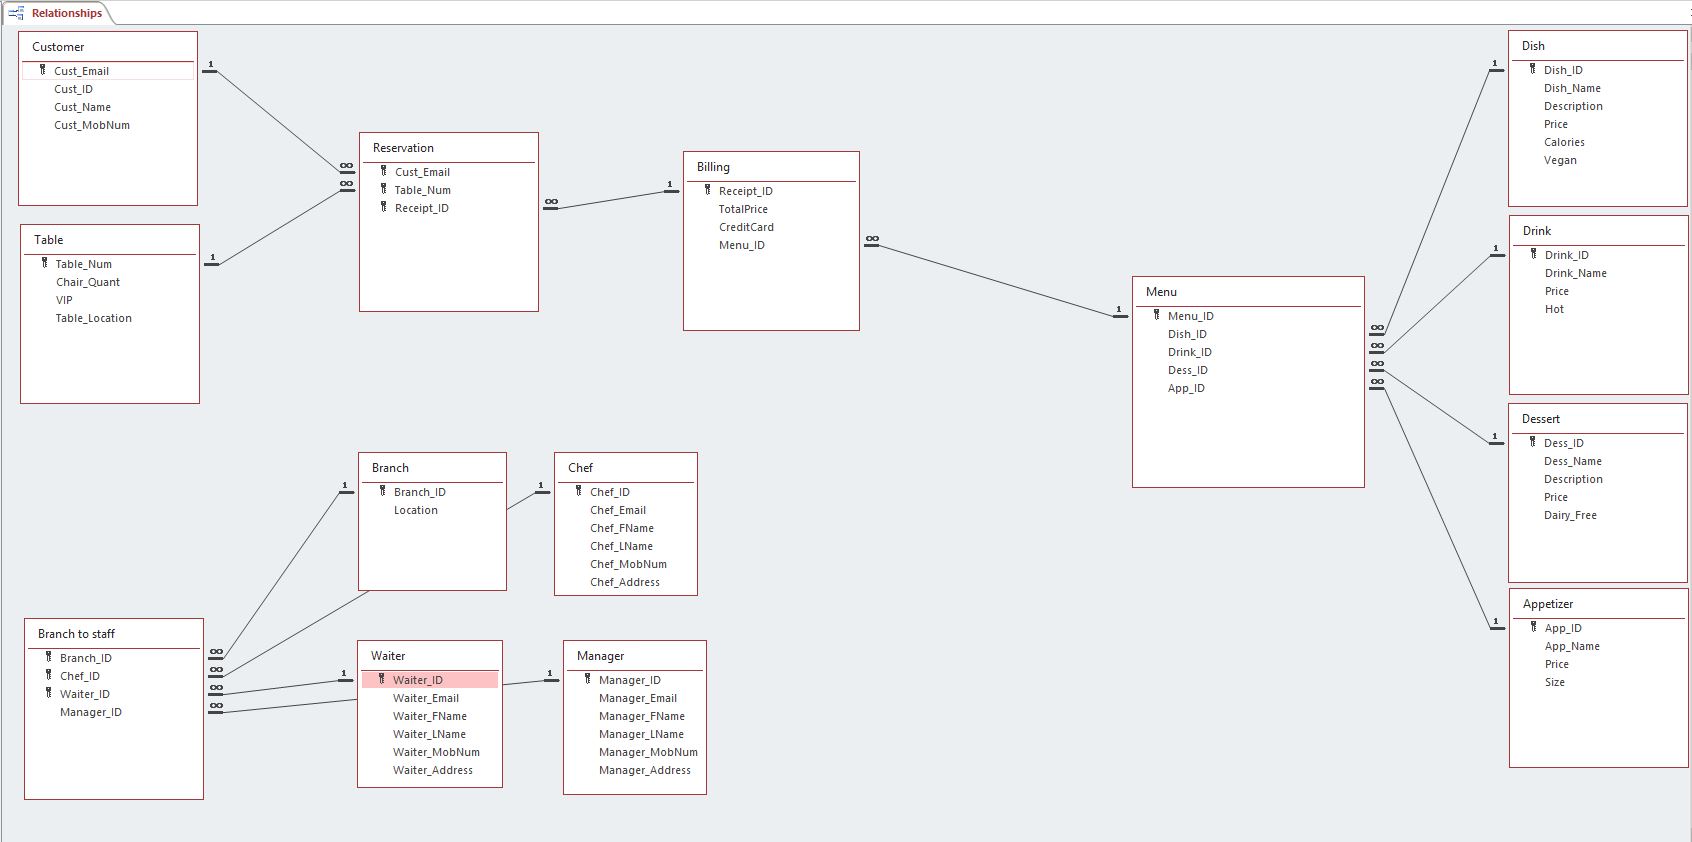 Relationships
Customer
Cust_Email
Cust_ID
Cust_Name
Cust_MobNum
1
∞
Table
Table_Num
Chair_Quant
VIP
Table_Location
1
∞
Reservation
Cust_Email
Table_Num
Receipt_ID
∞
1
Billing
Receipt_ID
TotalPrice
CreditCard
Menu_ID
∞
1
Menu
Menu_ID
Dish_ID
Drink_ID
Dess_ID
App_ID
∞
∞
∞
∞
Dish
1
Dish_ID
Dish_Name
Description
Price
Calories
Vegan
Drink
1
Drink_ID
Drink_Name
Price
Hot
Dessert
1
Dess_ID
Dess_Name
Description
Price
Dairy_Free
Appetizer
1
App_ID
App_Name
Price
Size
Branch
1
Branch_ID
Location
Chef
1
Chef_ID
Chef_Email
Chef_FName
Chef_LName
Chef_MobNum
Chef_Address
Branch to staff
Branch_ID
Chef_ID
Waiter_ID
Manager_ID
∞
∞
∞
∞
Waiter
1
Waiter_ID
Waiter_Email
Waiter_FName
Waiter_LName
Waiter_MobNum
Waiter_Address
Manager
1
Manager_ID
Manager_Email
Manager_FName
Manager_LName
Manager_MobNum
Manager_Address